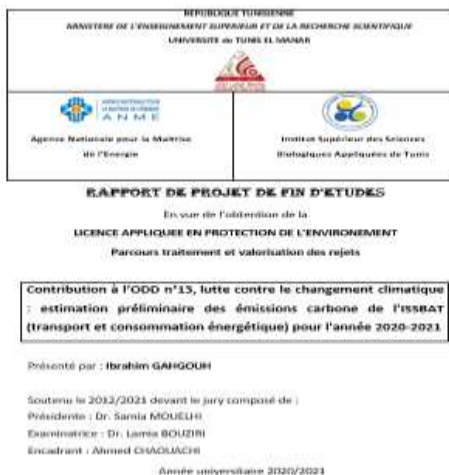 REPUBLIQUE TUNISIENNE
MINISTERE DE L'ENSEIGNEMENT SUPERIEUR ET DE LA RECHERCHE SCIENTIFIQUE
UNIVERSITE de TUNIS EL MANAR
ANME
Agence Nationale pour la Maitrise
de l'Energie
Institut Supérieur des Sciences
Biologiques Appliquées de Tunis
RAPPORT DE PROJET DE FIN D'ETUDES
En vue de l'obtention de la
LICENCE APPLIQUEE EN PROTECTION DE L'ENVIRONEMENT
Parcours traitement et valorisation des rejets
Contribution à l'ODD n°13, lutte contre le changement climatique
: estimation préliminaire des émissions carbone de l'ISSBAT
(transport et consommation énergétique) pour l'année 2020-2021
Présenté par : Ibrahim GAHGOUH
Soutenu le 2012/2021 devant le jury composé de :
Présidente : Dr. Samia MOUELHI
Examinatrice : Dr. Lamia BOUZIRI
Encadrant : Ahmed CHAOUACHI
Année universitaire 2020/2021